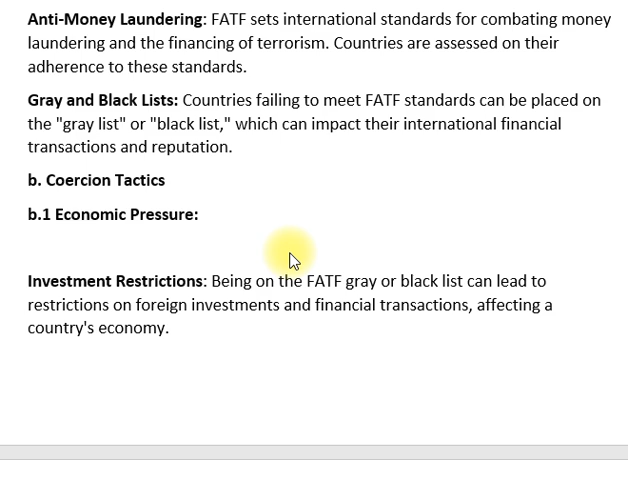 Anti-Money Laundering: FATF sets international standards for combating money
laundering and the financing of terrorism. Countries are assessed on their
adherence to these standards.
Gray and Black Lists: Countries failing to meet FATF standards can be placed on
the "gray list" or "black list," which can impact their international financial
transactions and reputation.
b. Coercion Tactics
b.1 Economic Pressure:
Investment Restrictions: Being on the FATF gray or black list can lead to
restrictions on foreign investments and financial transactions, affecting a
country's economy.